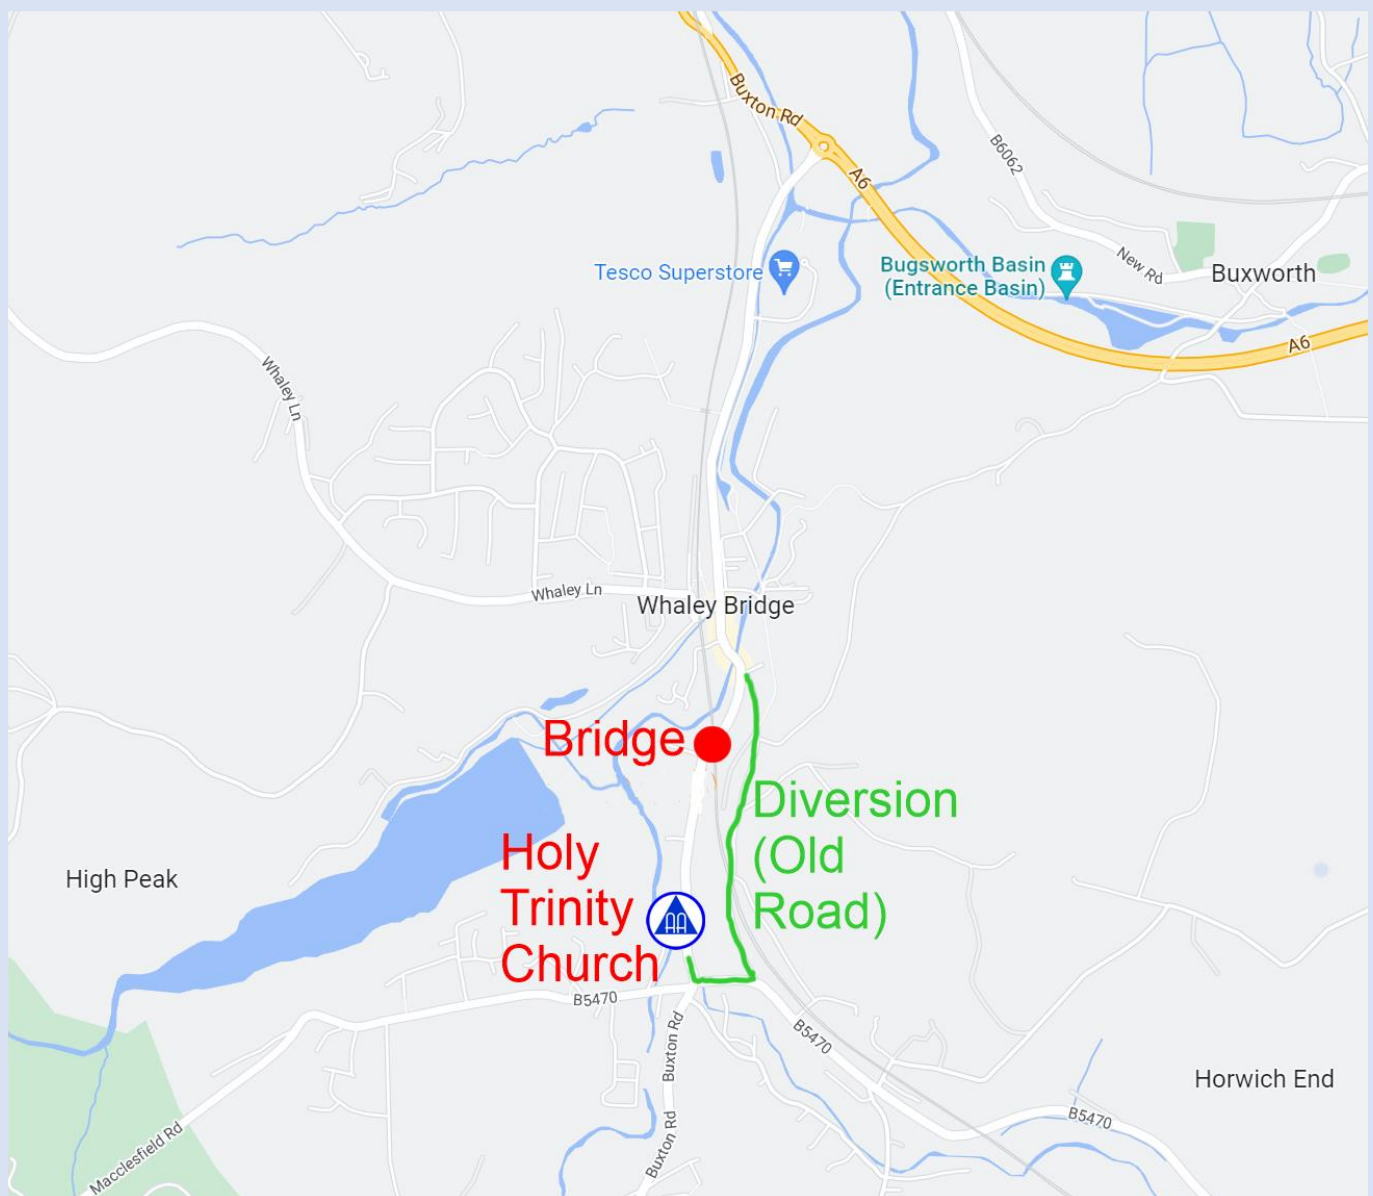 Buxton Rd
A6
B6062
New Rd
Buxworth
Tesco Superstore
Bugsworth Basin
(Entrance Basin)
A6
Whaley Ln
Whaley Ln
Whaley Bridge
Bridge
Diversion
(Old
Road)
Holy
Trinity
Church
AA
High Peak
B5470
Buxton Rd
B5470
Horwich End
B5470
Buxton Rd
Macclesfield Rd